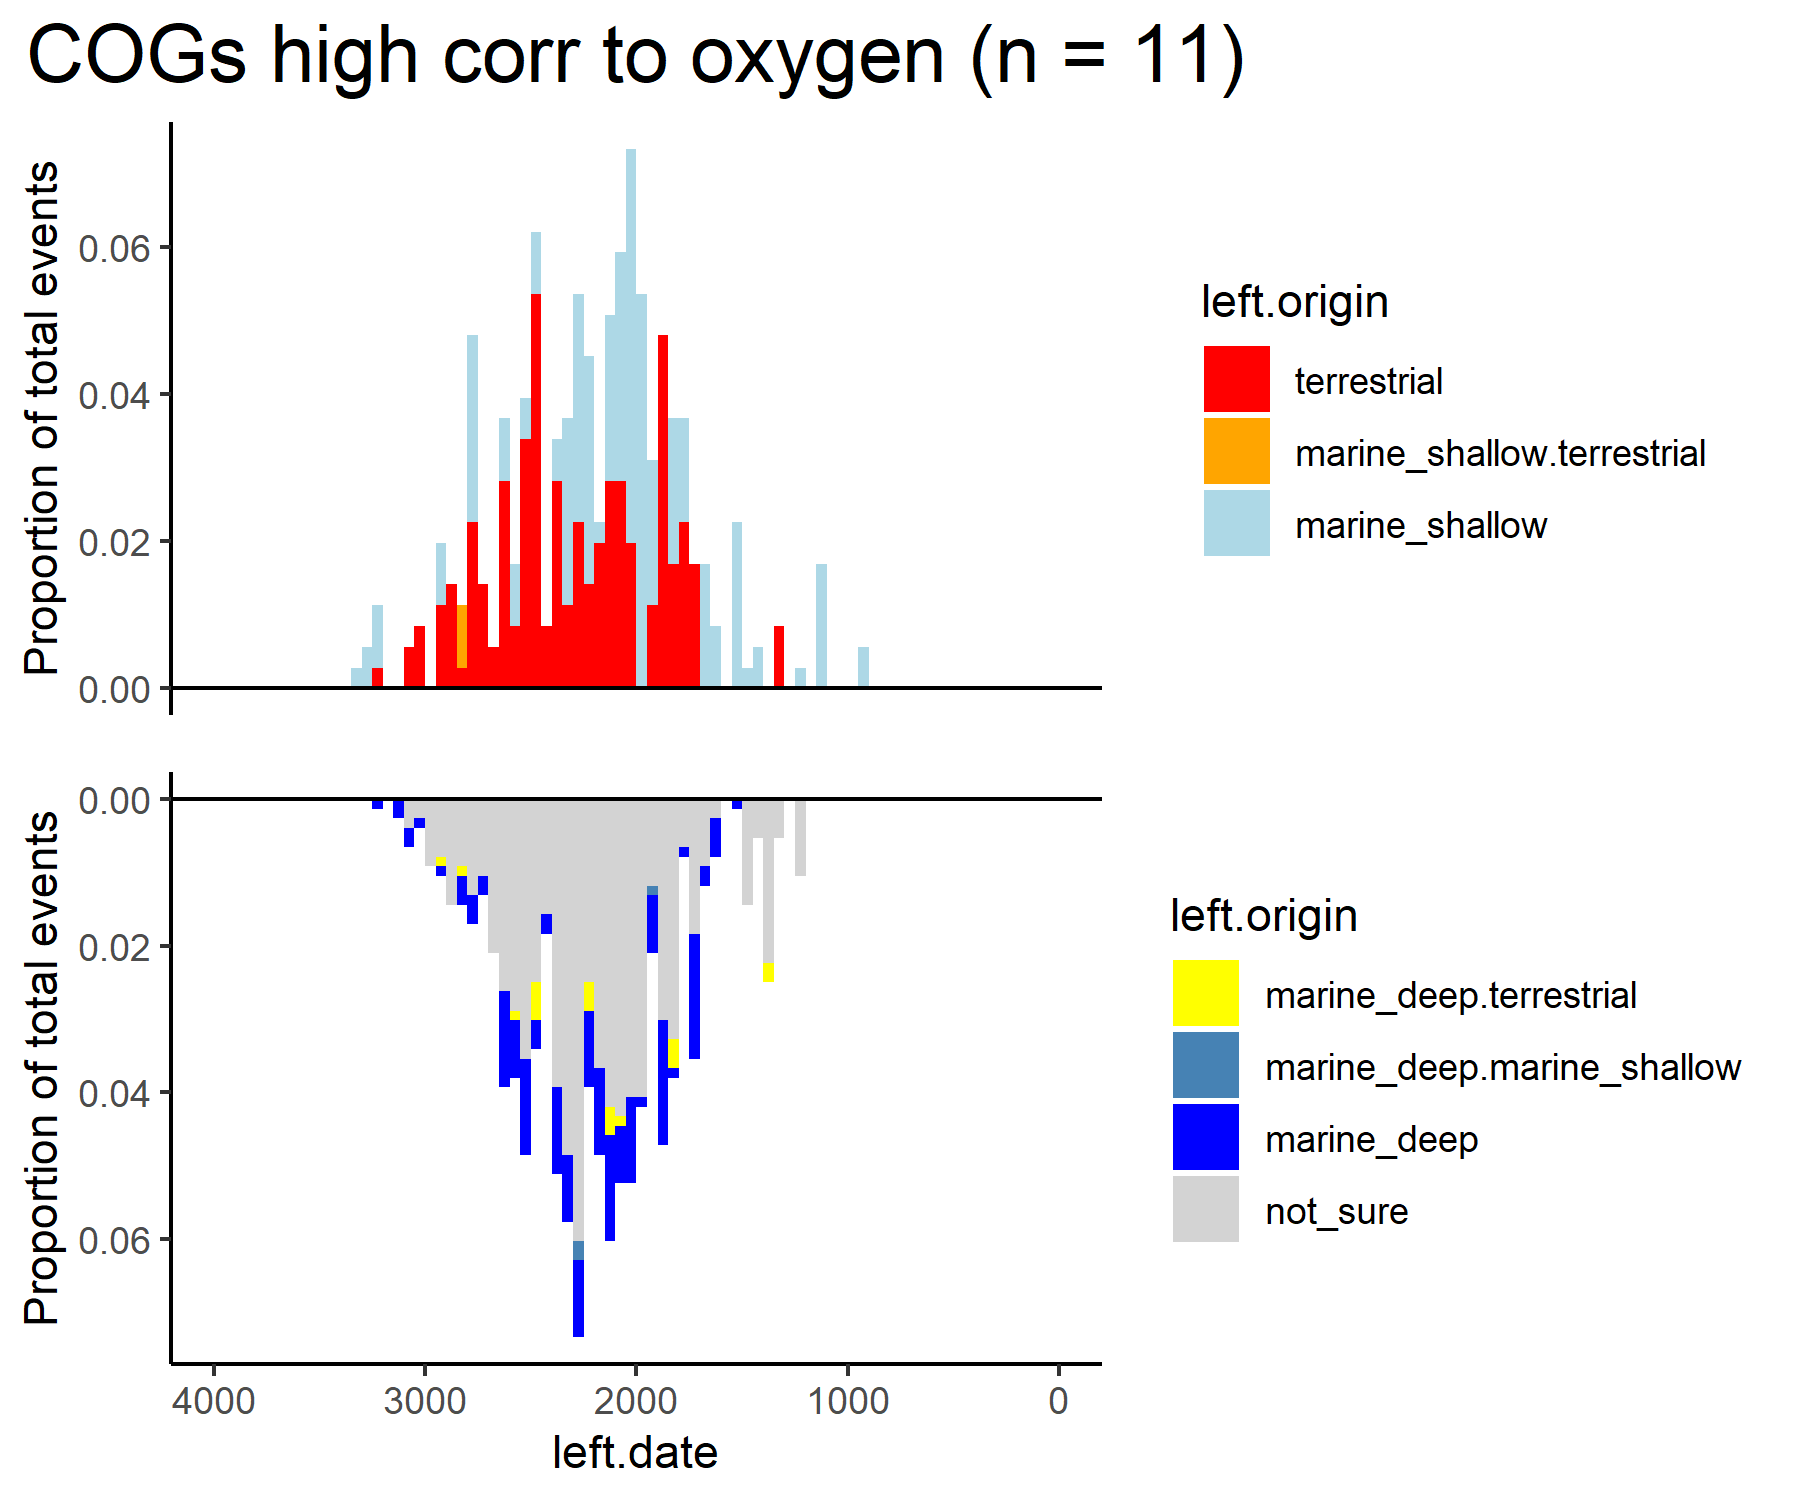 COGs high corr to oxygen (n = 11)
Proportion of total events
0.06
0.04
0.02
0.00
left.origin
terrestrial
marine_shallow.terrestrial
marine_shallow
Proportion of total events
0.00
0.02
0.04
0.06
4000 3000 2000 1000 0
left.date
left.origin
marine_deep.terrestrial
marine_deep.marine_shallow
marine_deep
not_sure